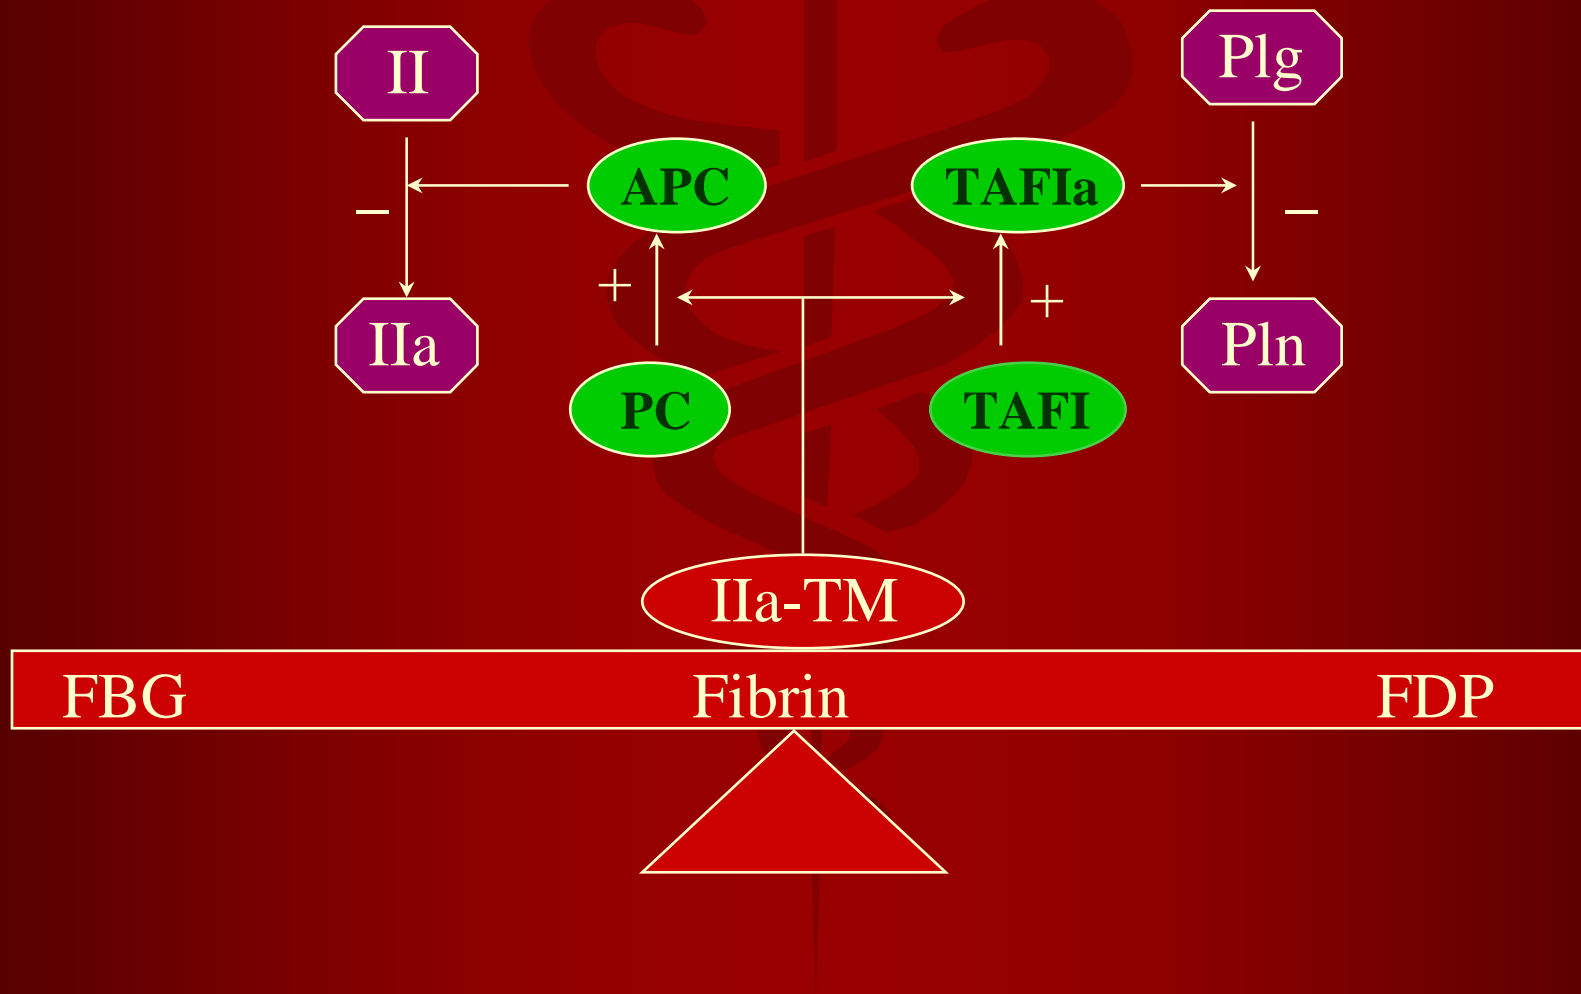 II
Plg
APC
TAFIa
–
–
+
+
IIa
Pln
PC
TAFI
IIa-TM
FBG
Fibrin
FDP